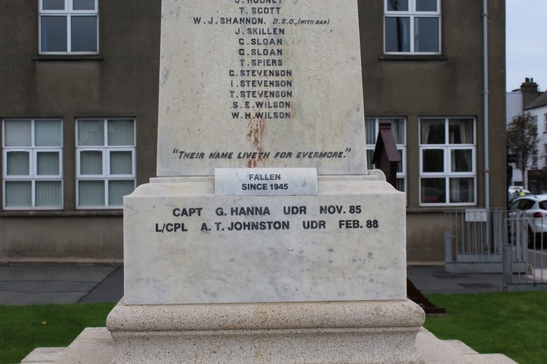 T. SCOTT
W. J. SHANNON. D.S.O. (WITH BAR)
J. SKILLEN
C. SLOAN
C. SLOAN
T. SPIERS
G. STEVENSON
I. STEVENSON
T. STEVENSON
S. E. WILSON
W. H. WILSON
"THEIR NAME LIVETH FOR EVERMORE."
FALLEN
SINCE 1945
CAPT G. HANNA UDR NOV. 85
L/CPL A. T. JOHNSTON UDR FEB. 88